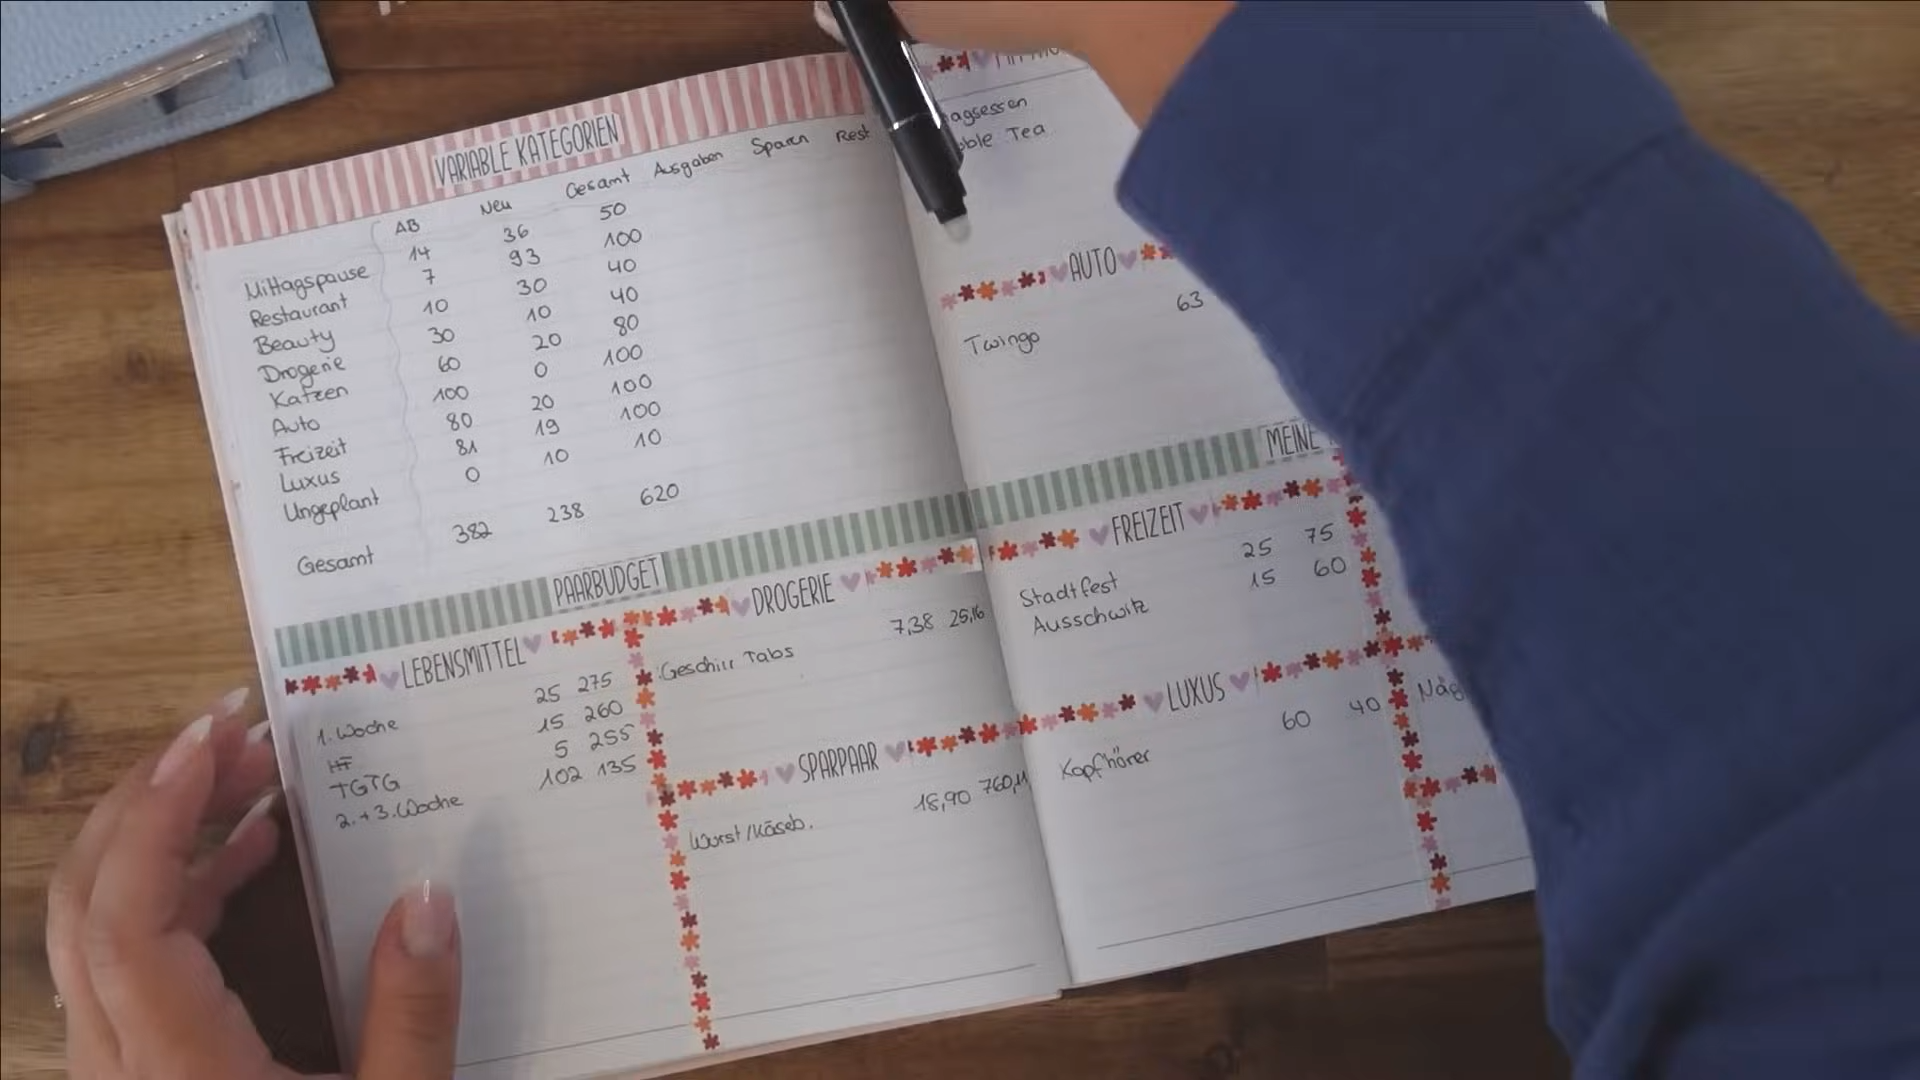 VARIABLE KATEGORIEN
AB Neu Gesamt Ausgaben Sparen Rest
Mittagspause 14 36 50
Restaurant 7 93 100
Beauty 10 30 40
Drogerie 30 10 40
Katzen 60 20 80
Auto 100 0 100
Freizeit 80 20 100
Luxus 81 19 100
Ungeplant 0 10 10
Gesamt 382 238 620
PAARBUDGET
LEBENSMITTEL
1. Woche 25 275
HF 15 260
TGTG 5 255
2.+3. Woche 102 135
DROGERIE
Geschirr Tabs 7,38 25,16
SPARPAAR
Wurst/Käseb. 18,90
agsessen
bble Tea
AUTO
Twingo 63
MEINE
FREIZEIT
Stadtfest 25 75
Ausschwitz 15 60
LUXUS
Kopfhörer 60 40
Näg